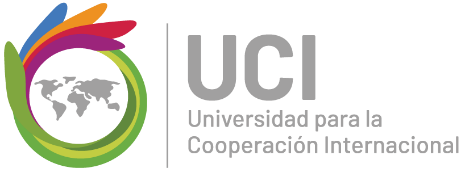 UCI
Universidad para la
Cooperación Internacional